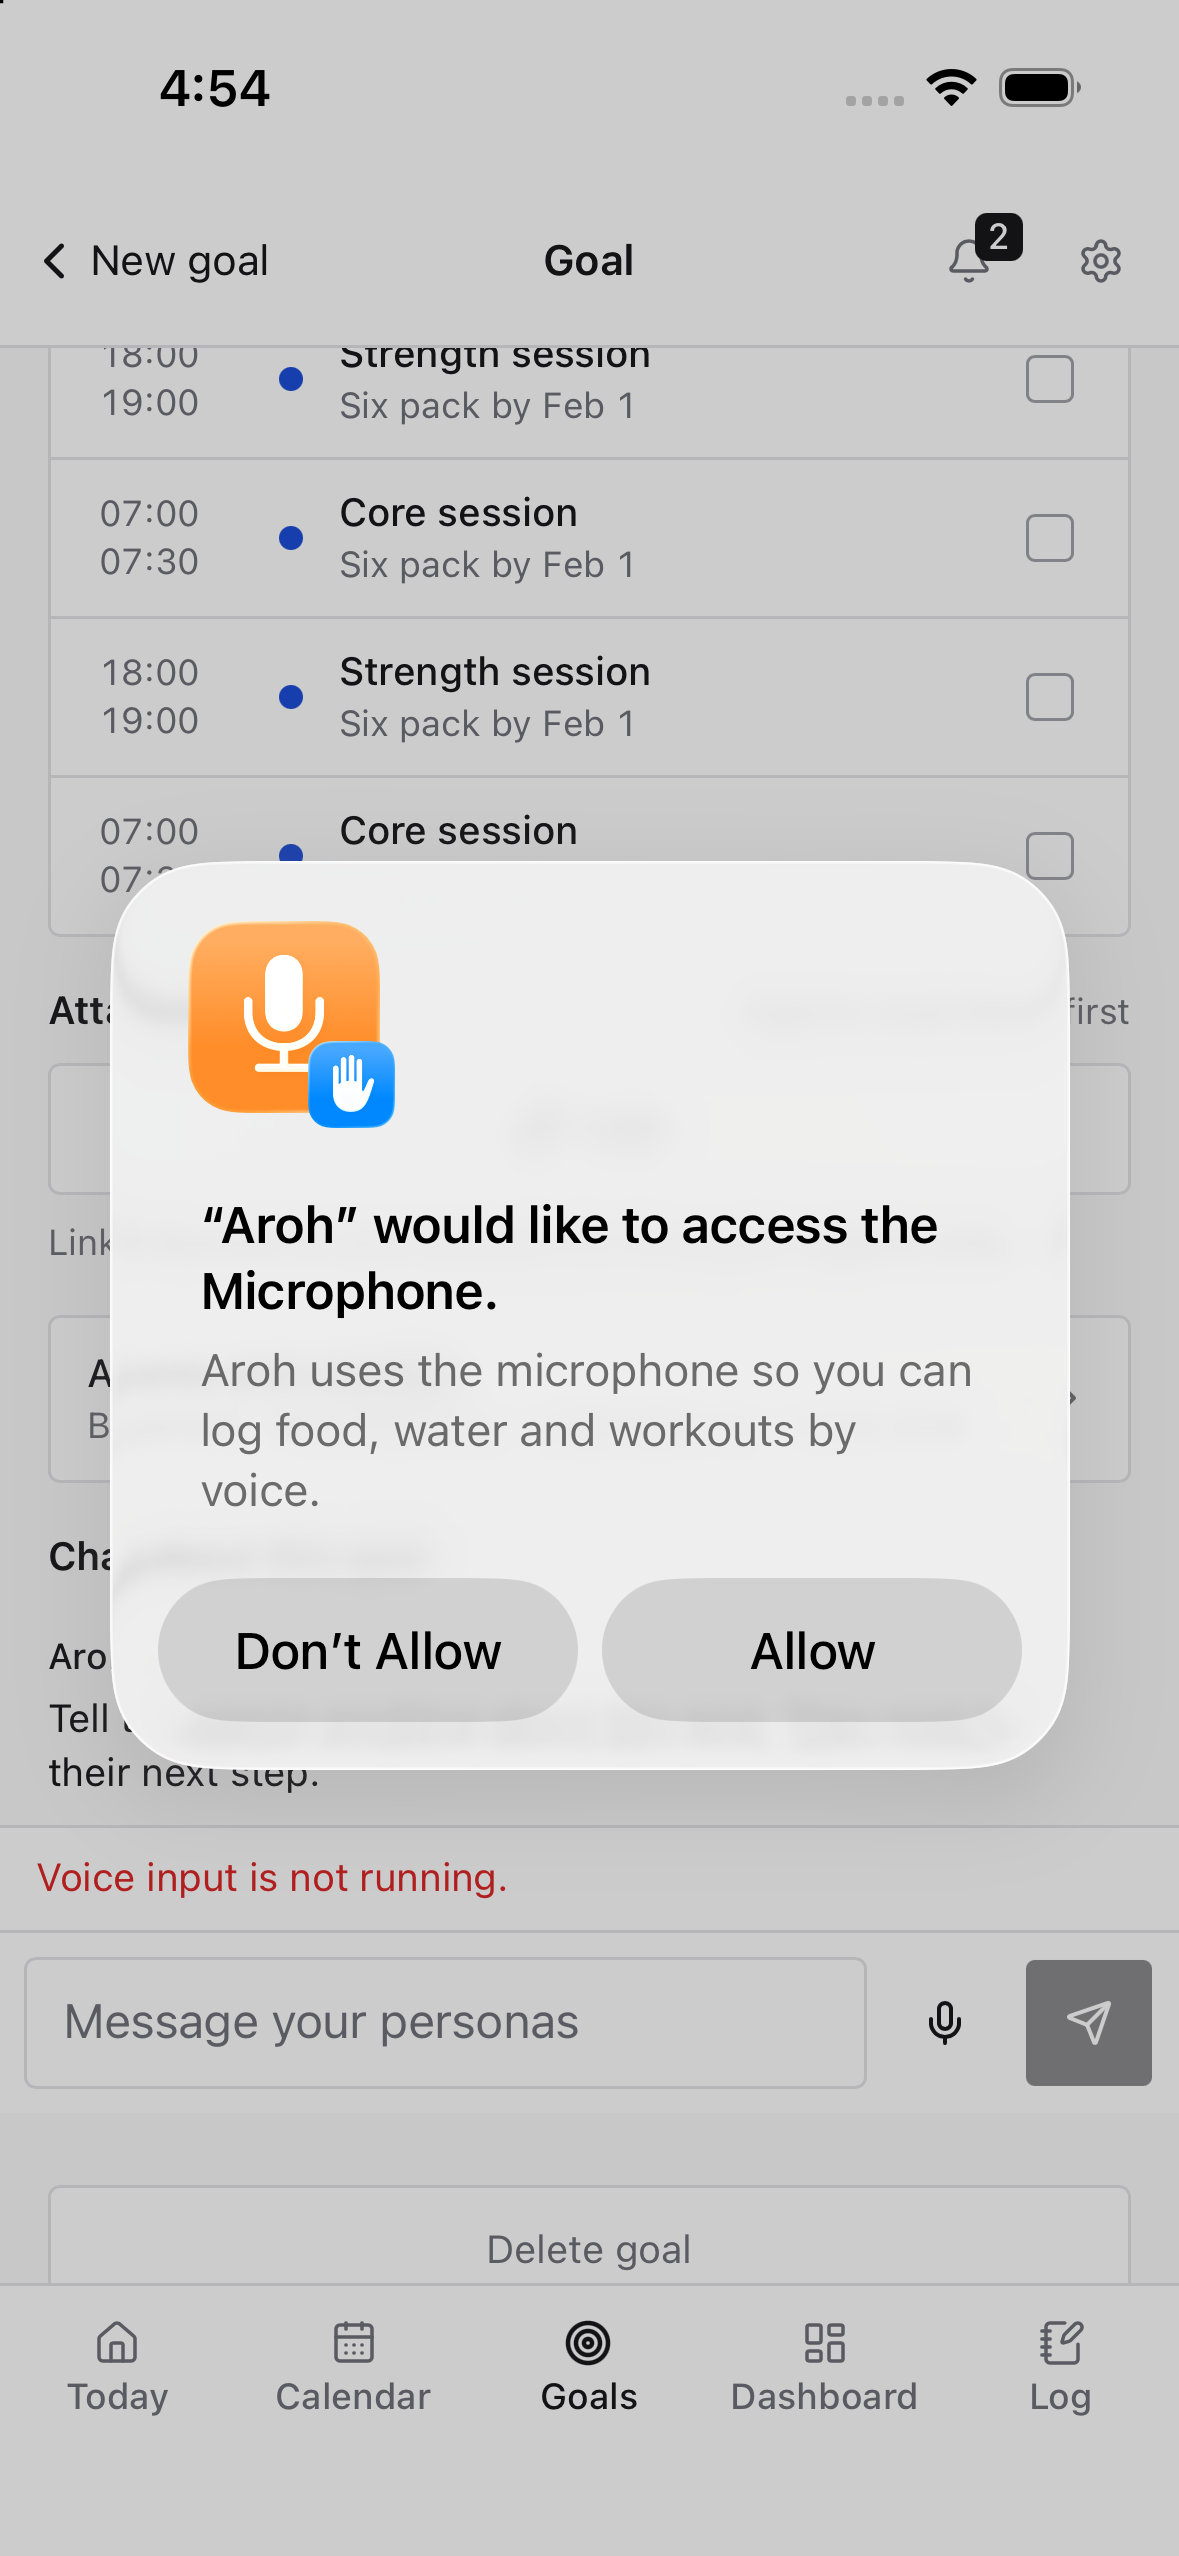 4:54
New goal
Goal
2
18:00
Strength session
19:00
Six pack by Feb 1
07:00
Core session
07:30
Six pack by Feb 1
18:00
Strength session
19:00
Six pack by Feb 1
07:00
Core session
first
“Aroh” would like to access the
Microphone.
Aroh uses the microphone so you can
log food, water and workouts by
voice.
Don’t Allow
Allow
Tell
their next step.
Voice input is not running.
Message your personas
Delete goal
Today
Calendar
Goals
Dashboard
Log